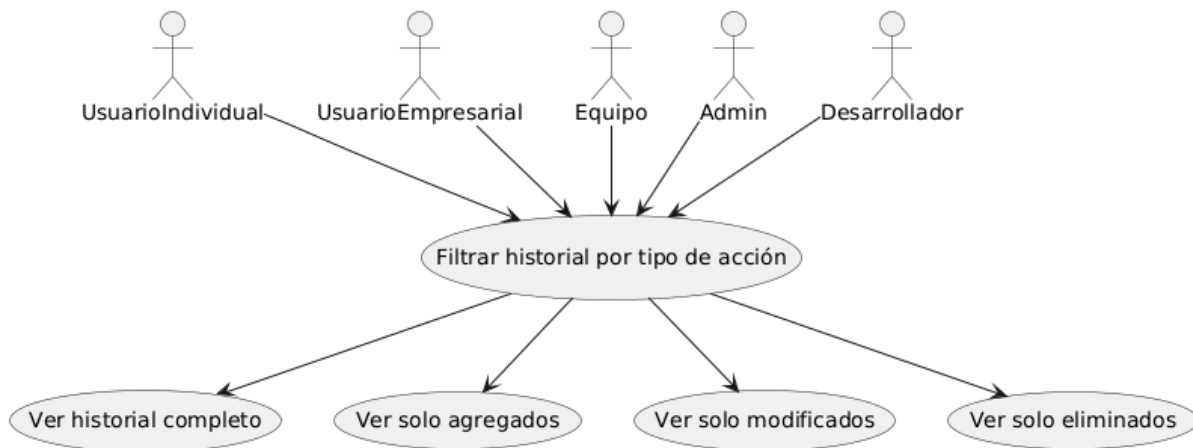 UsuarioIndividual
UsuarioEmpresarial
Equipo
Admin
Desarrollador
Filtrar historial por tipo de acción
Ver historial completo
Ver solo agregados
Ver solo modificados
Ver solo eliminados